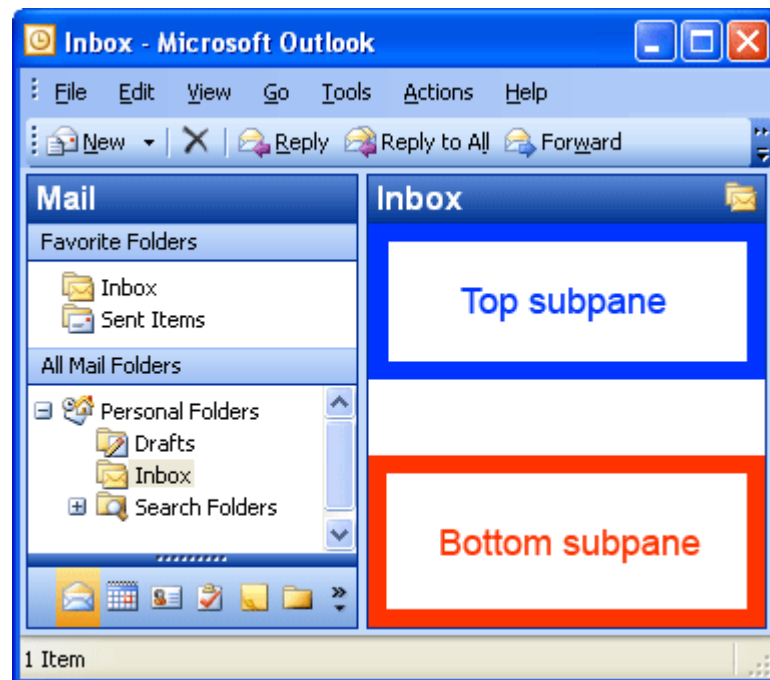 Inbox - Microsoft Outlook
File Edit View Go Tools Actions Help
New Reply Reply to All Forward
Mail
Favorite Folders
Inbox
Sent Items
All Mail Folders
Personal Folders
Drafts
Inbox
Search Folders
Inbox
Top subpane
Bottom subpane
1 Item